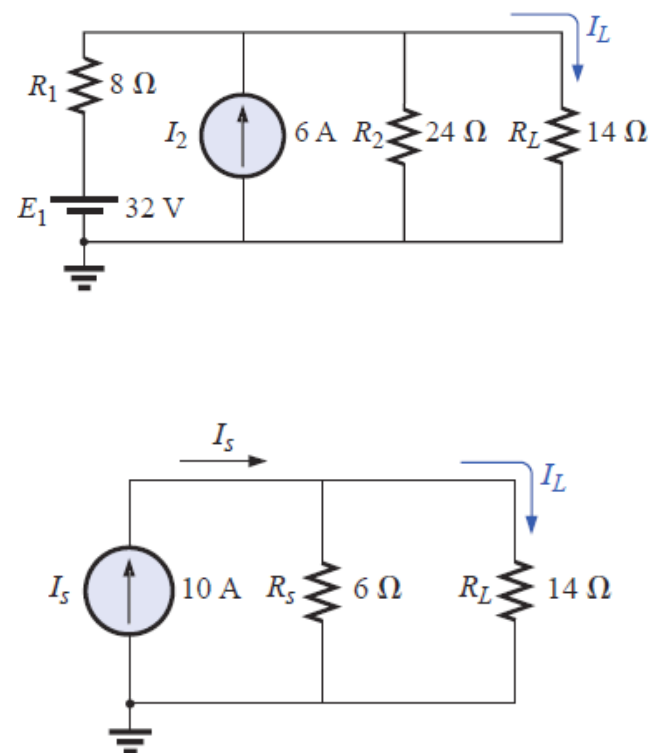 I_L
R_1 8 Ω
I_2 6 A R_2 24 Ω R_L 14 Ω
E_1 32 V
I_s
I_L
I_s 10 A R_s 6 Ω R_L 14 Ω